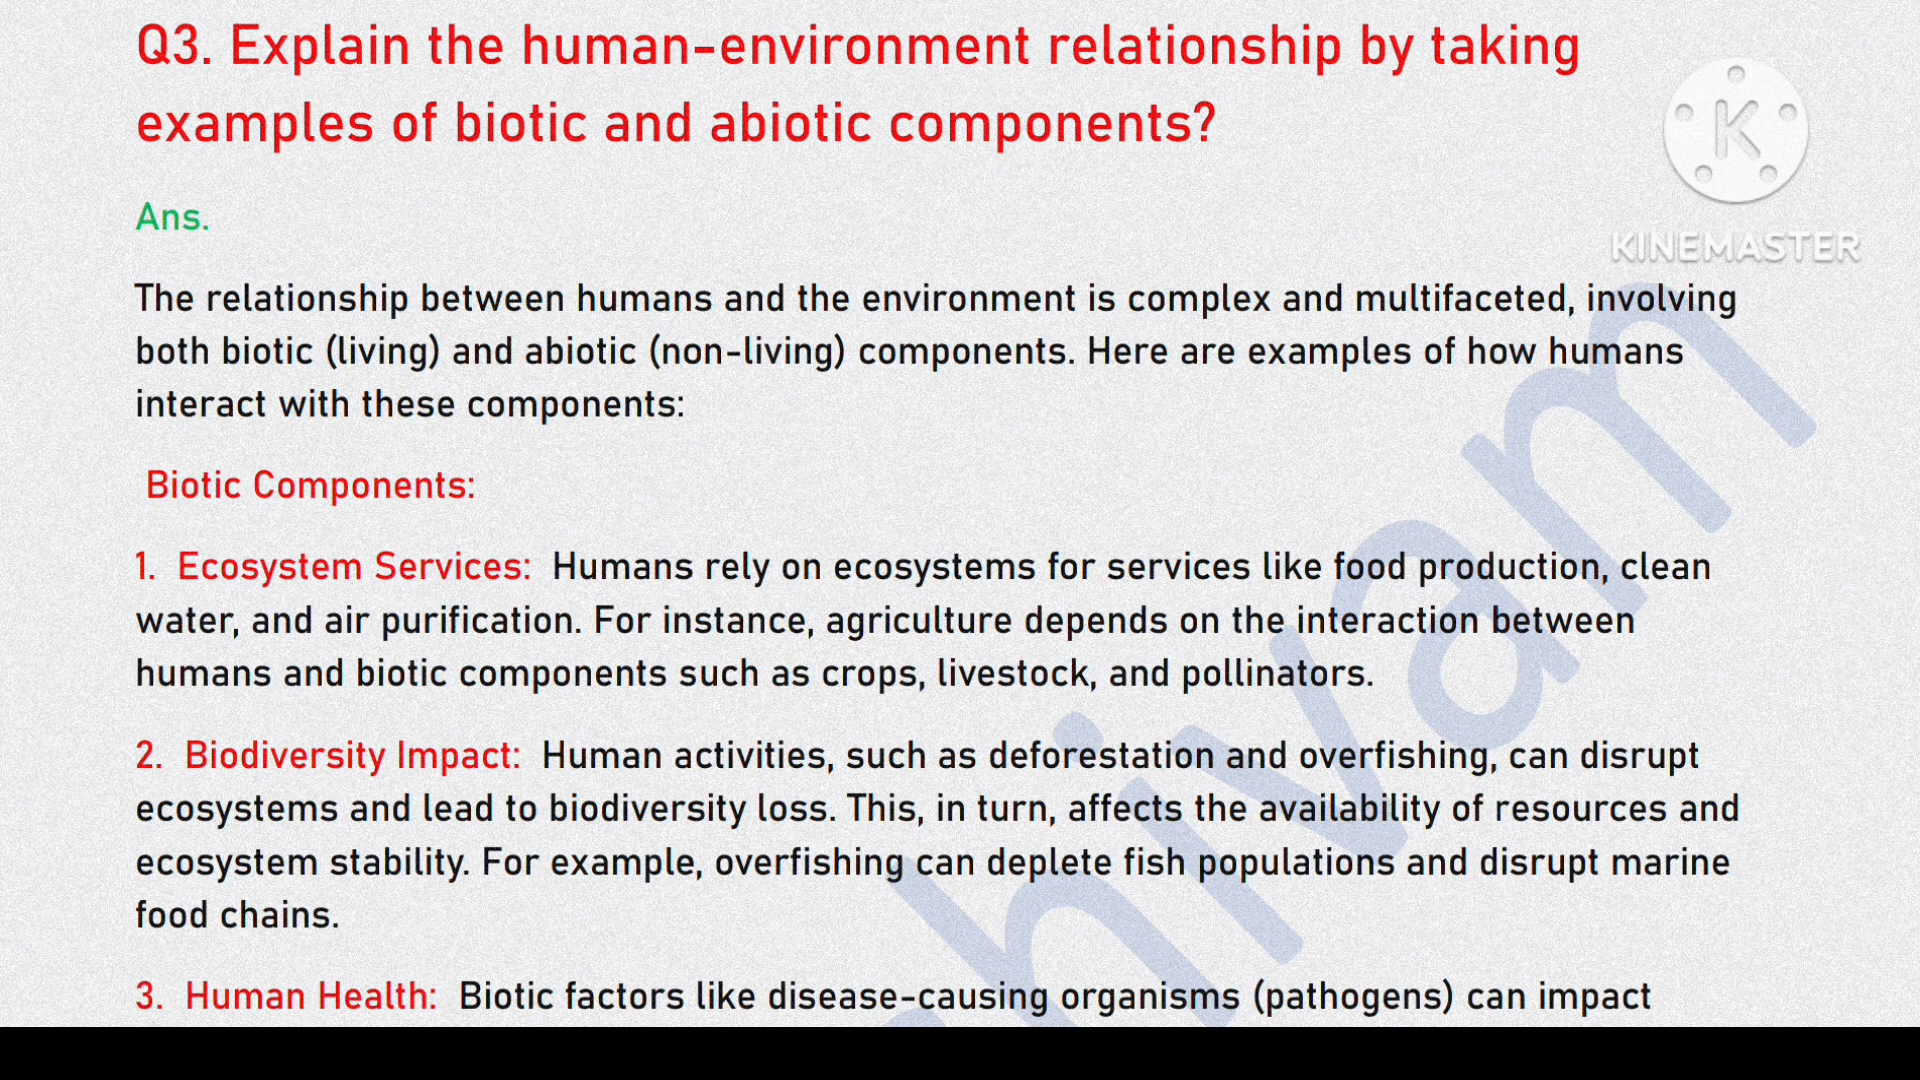 Q3. Explain the human-environment relationship by taking
examples of biotic and abiotic components?
K
KINEMASTER
Ans.
The relationship between humans and the environment is complex and multifaceted, involving
both biotic (living) and abiotic (non-living) components. Here are examples of how humans
interact with these components:
Biotic Components:
1. Ecosystem Services: Humans rely on ecosystems for services like food production, clean
water, and air purification. For instance, agriculture depends on the interaction between
humans and biotic components such as crops, livestock, and pollinators.
2. Biodiversity Impact: Human activities, such as deforestation and overfishing, can disrupt
ecosystems and lead to biodiversity loss. This, in turn, affects the availability of resources and
ecosystem stability. For example, overfishing can deplete fish populations and disrupt marine
food chains.
3. Human Health: Biotic factors like disease-causing organisms (pathogens) can impact
hivam